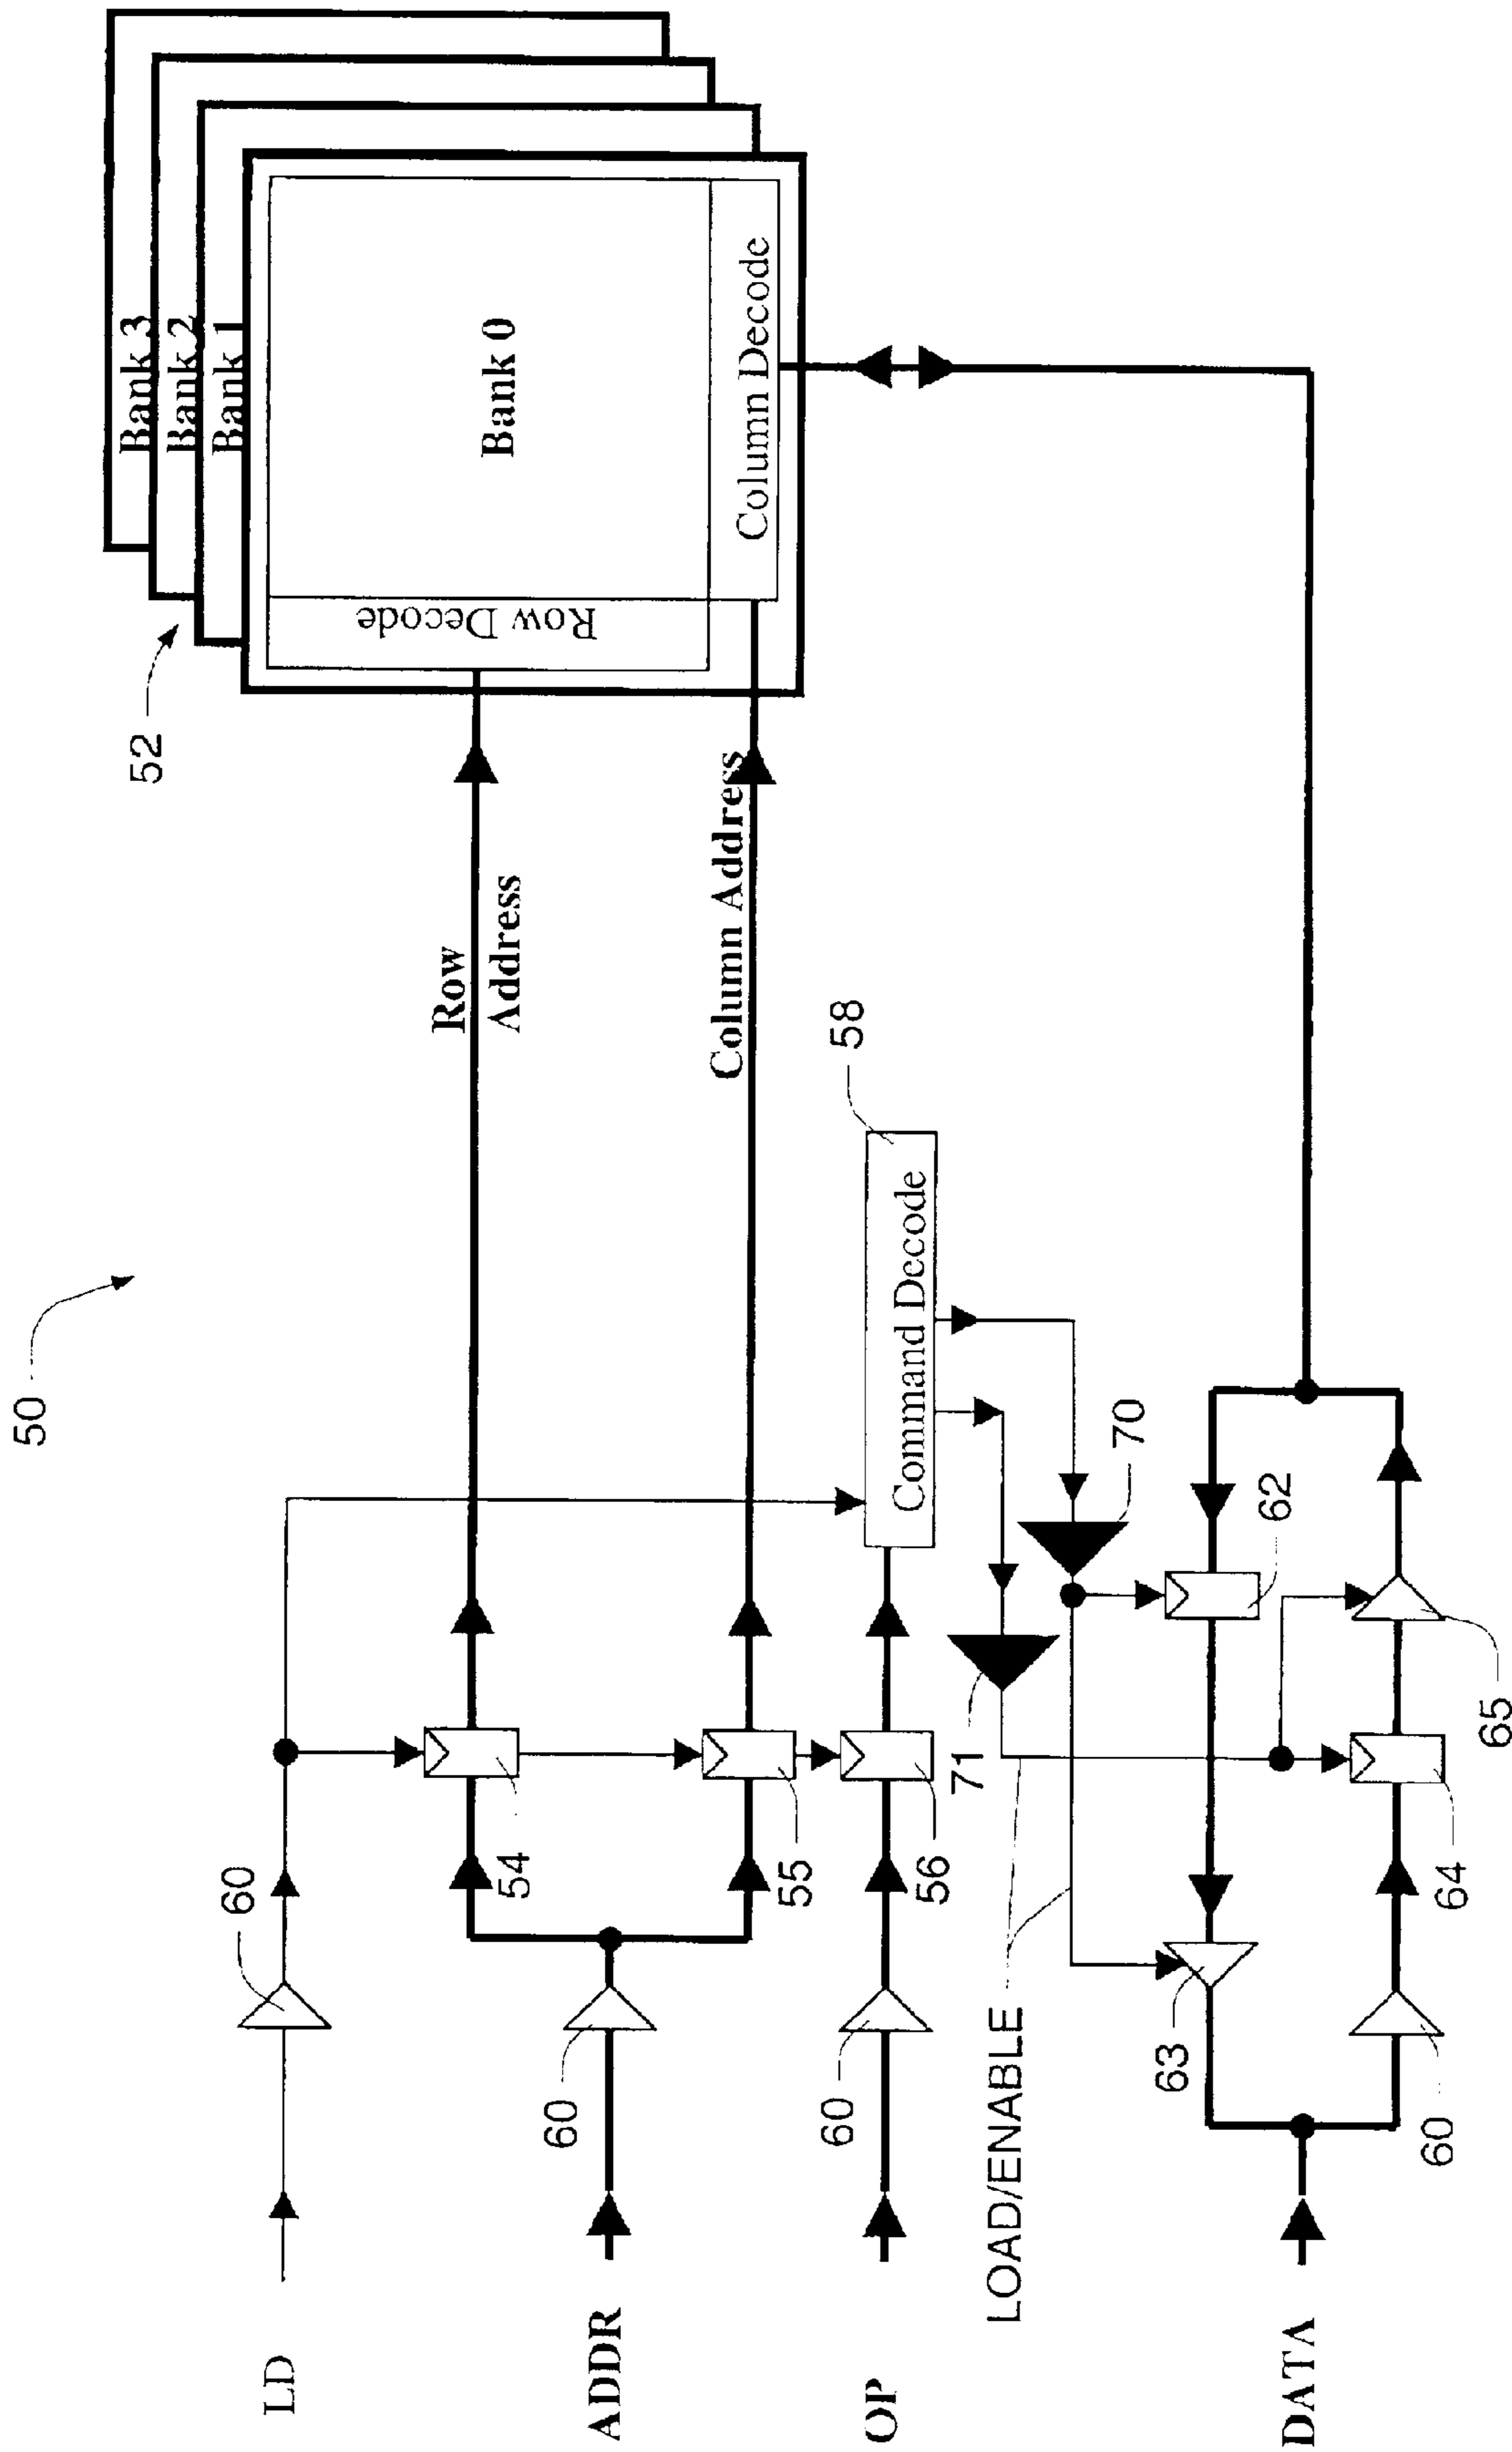 50
52
Bank 3
Bank 2
Bank 1
Bank 0
Row Decode
Column Decode
LD
60
54
Row
Address
ADDR
60
55
Column Address
OP
60
56
58
Command Decode
LOAD/ENABLE
71
70
63
62
DATA
60
64
65